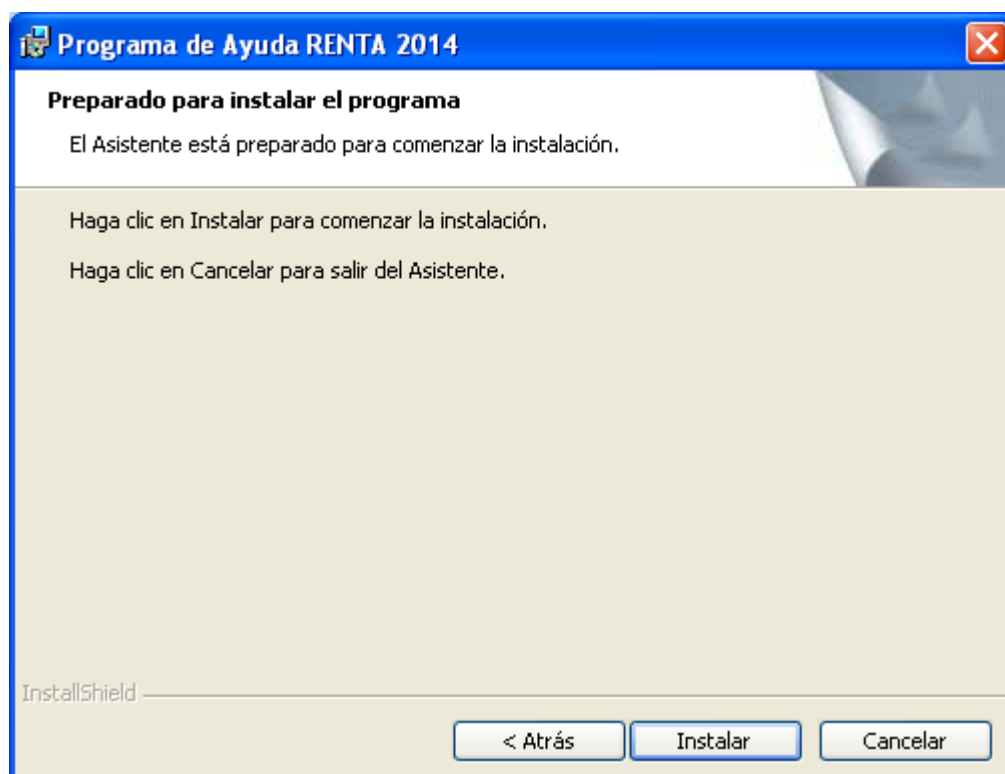 Programa de Ayuda RENTA 2014
Preparado para instalar el programa
El Asistente está preparado para comenzar la instalación.
Haga clic en Instalar para comenzar la instalación.
Haga clic en Cancelar para salir del Asistente.
InstallShield
< Atrás Instalar Cancelar